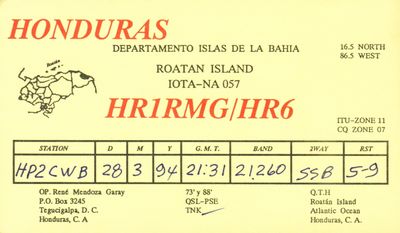 HONDURAS
DEPARTAMENTO ISLAS DE LA BAHIA
16.5 NORTH
86.5 WEST
ROATAN ISLAND
IOTA-NA 057
HR1RMG/HR6
ITU-ZONE 11
CQ ZONE 07
STATION D M Y G.M.T. BAND 2WAY RST
HP2CWB 28 3 94 21:31 21,260 SSB 5-9
OP. René Mendoza Garay 73' y 88' Q.T.H
P.O. Box 3245 QSL-PSE Roatán Island
Tegucigalpa, D. C. TNK Atlantic Ocean
Honduras, C. A Honduras, C. A.